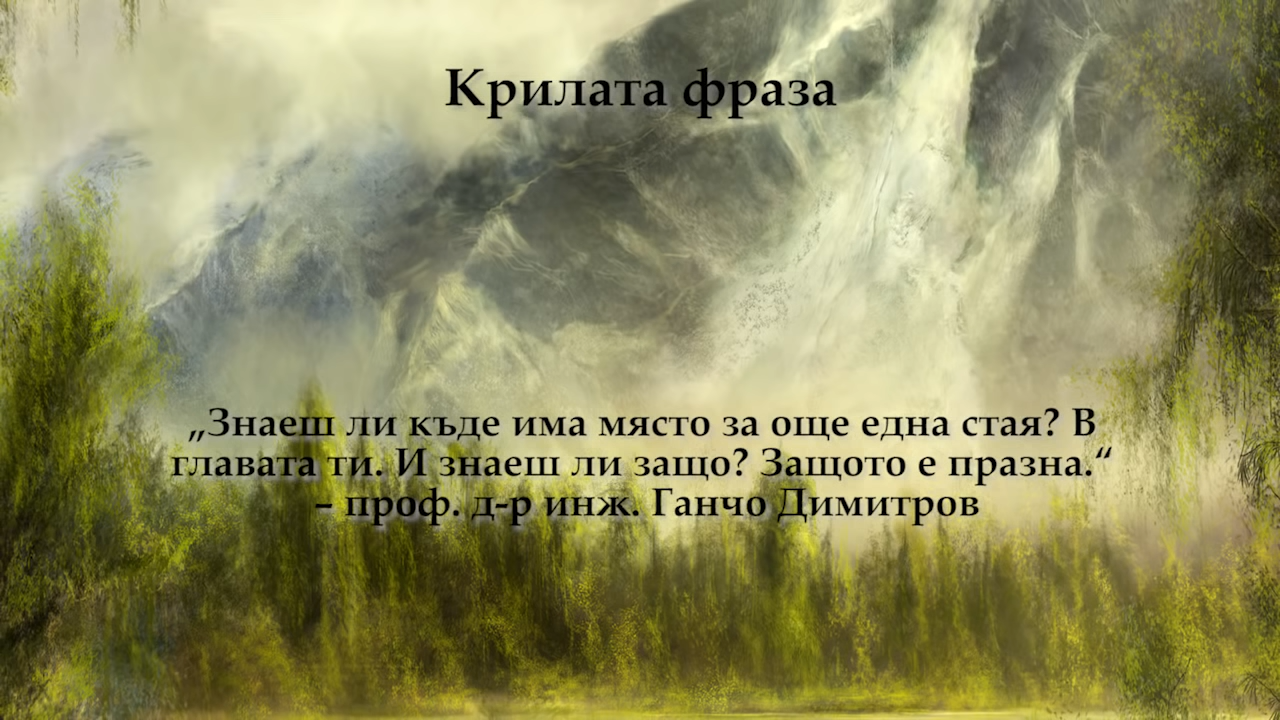 Крилата фраза
„Знаеш ли къде има място за още една стая? В
главата ти. И знаеш ли защо? Защото е празна.“
– проф. д-р инж. Ганчо Димитров